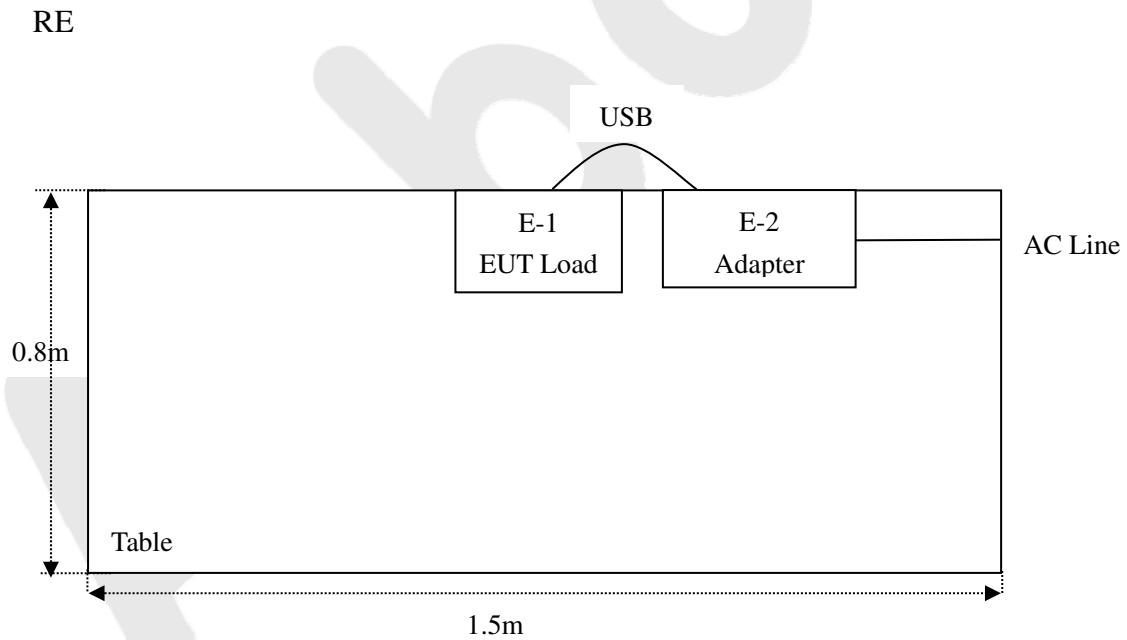 RE
USB
E-1
EUT Load
E-2
Adapter
AC Line
0.8m
Table
1.5m